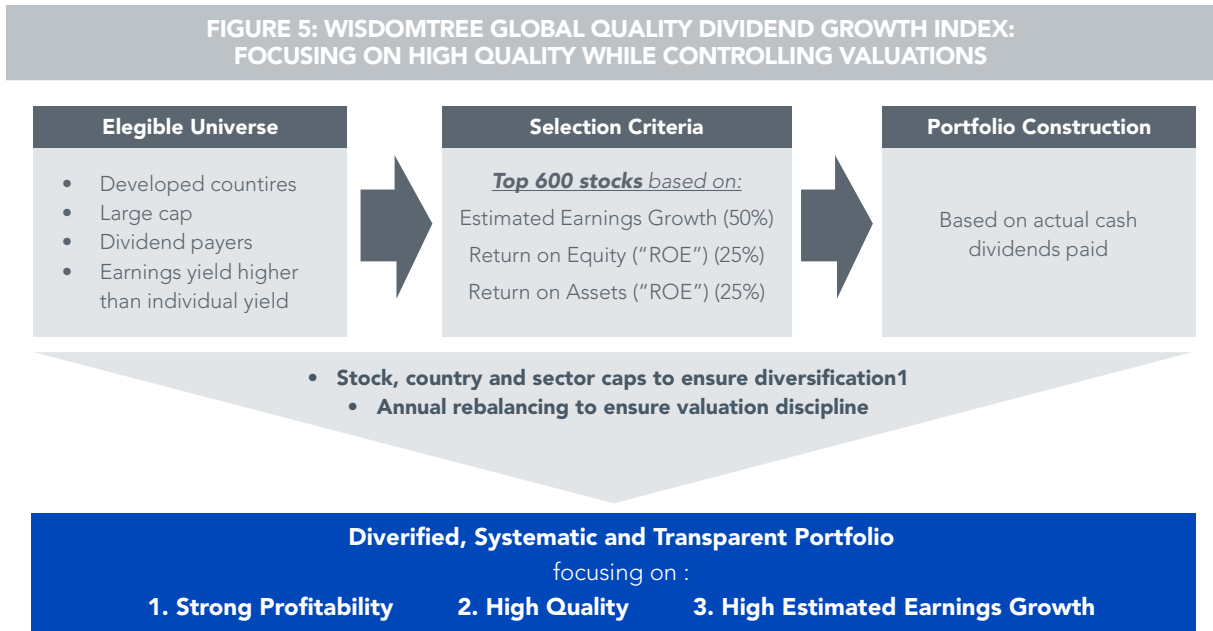 FIGURE 5: WISDOMTREE GLOBAL QUALITY DIVIDEND GROWTH INDEX:
FOCUSING ON HIGH QUALITY WHILE CONTROLLING VALUATIONS
Elegible Universe
• Developed countires
• Large cap
• Dividend payers
• Earnings yield higher
than individual yield
Selection Criteria
Top 600 stocks based on:
Estimated Earnings Growth (50%)
Return on Equity (“ROE”) (25%)
Return on Assets (“ROE”) (25%)
Portfolio Construction
Based on actual cash
dividends paid
• Stock, country and sector caps to ensure diversification1
• Annual rebalancing to ensure valuation discipline
Diverified, Systematic and Transparent Portfolio
focusing on :
1. Strong Profitability 2. High Quality 3. High Estimated Earnings Growth